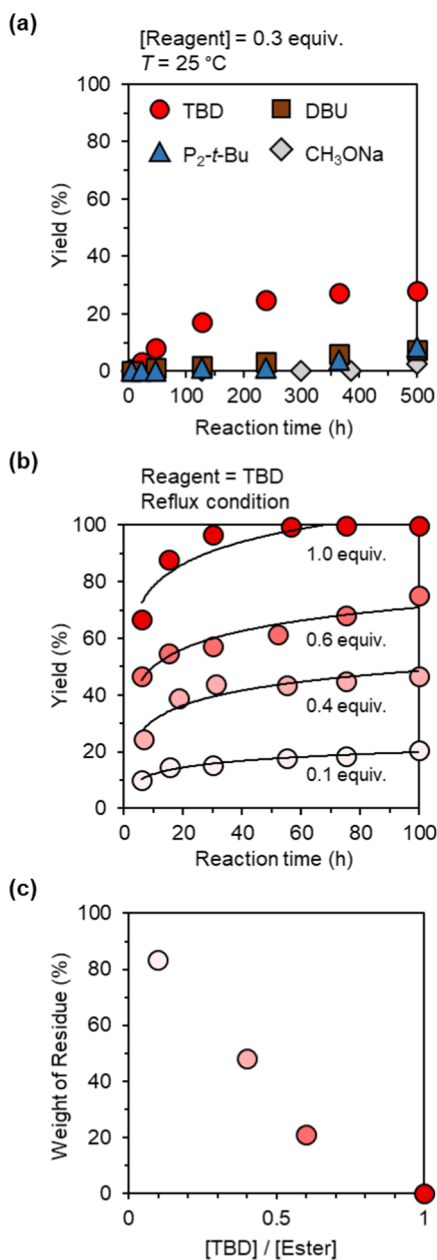 (a)
[Reagent] = 0.3 equiv.
T = 25 °C
100
80
60
40
20
0
Yield (%)
TBD
DBU
P₂-t-Bu
CH₃ONa
0
100
200
300
400
500
Reaction time (h)
(b)
Reagent = TBD
Reflux condition
100
80
60
40
20
0
Yield (%)
1.0 equiv.
0.6 equiv.
0.4 equiv.
0.1 equiv.
0
20
40
60
80
100
Reaction time (h)
(c)
100
80
60
40
20
0
Weight of Residue (%)
0
0.5
1
[TBD] / [Ester]